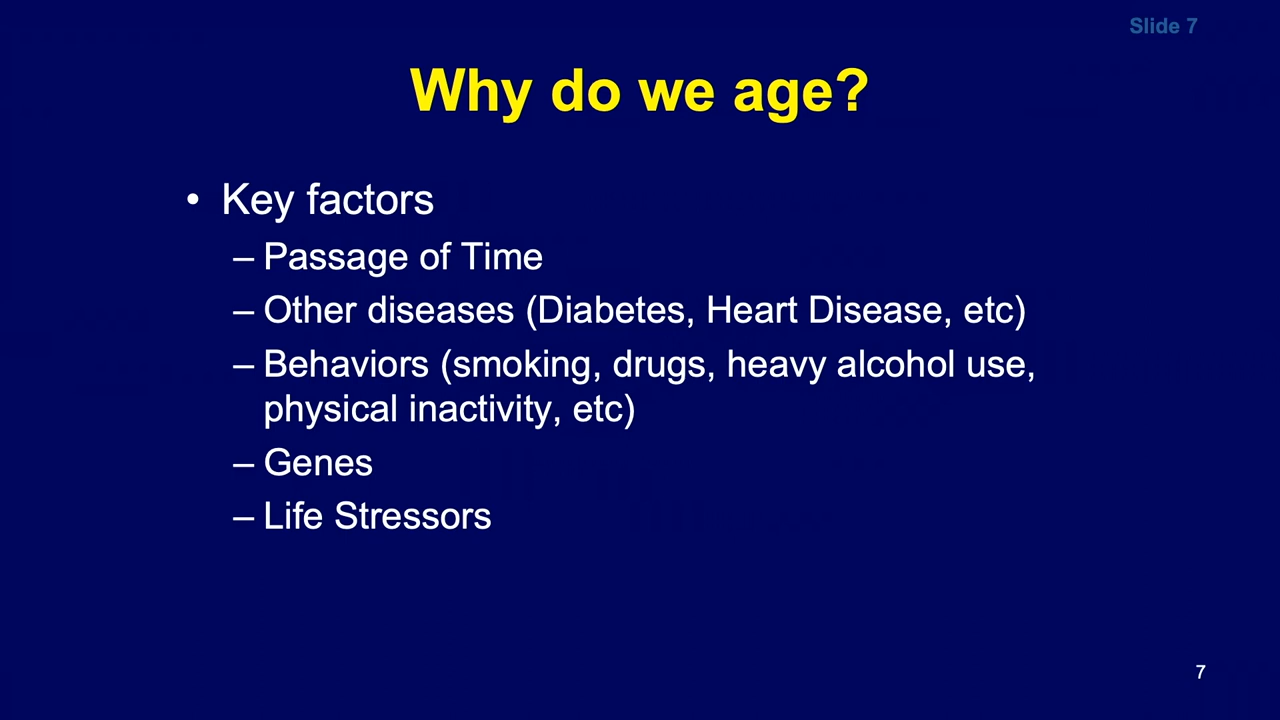 Slide 7
Why do we age?
• Key factors
– Passage of Time
– Other diseases (Diabetes, Heart Disease, etc)
– Behaviors (smoking, drugs, heavy alcohol use,
physical inactivity, etc)
– Genes
– Life Stressors
7